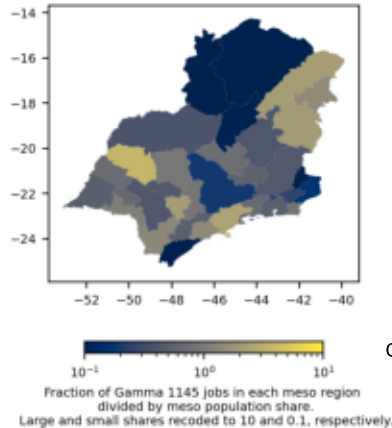 −14
−16
−18
−20
−22
−24
−52 −50 −48 −46 −44 −42 −40
10⁻¹ 10⁰ 10¹
Fraction of Gamma 1145 jobs in each meso region
divided by meso population share.
Large and small shares recoded to 10 and 0.1, respectively